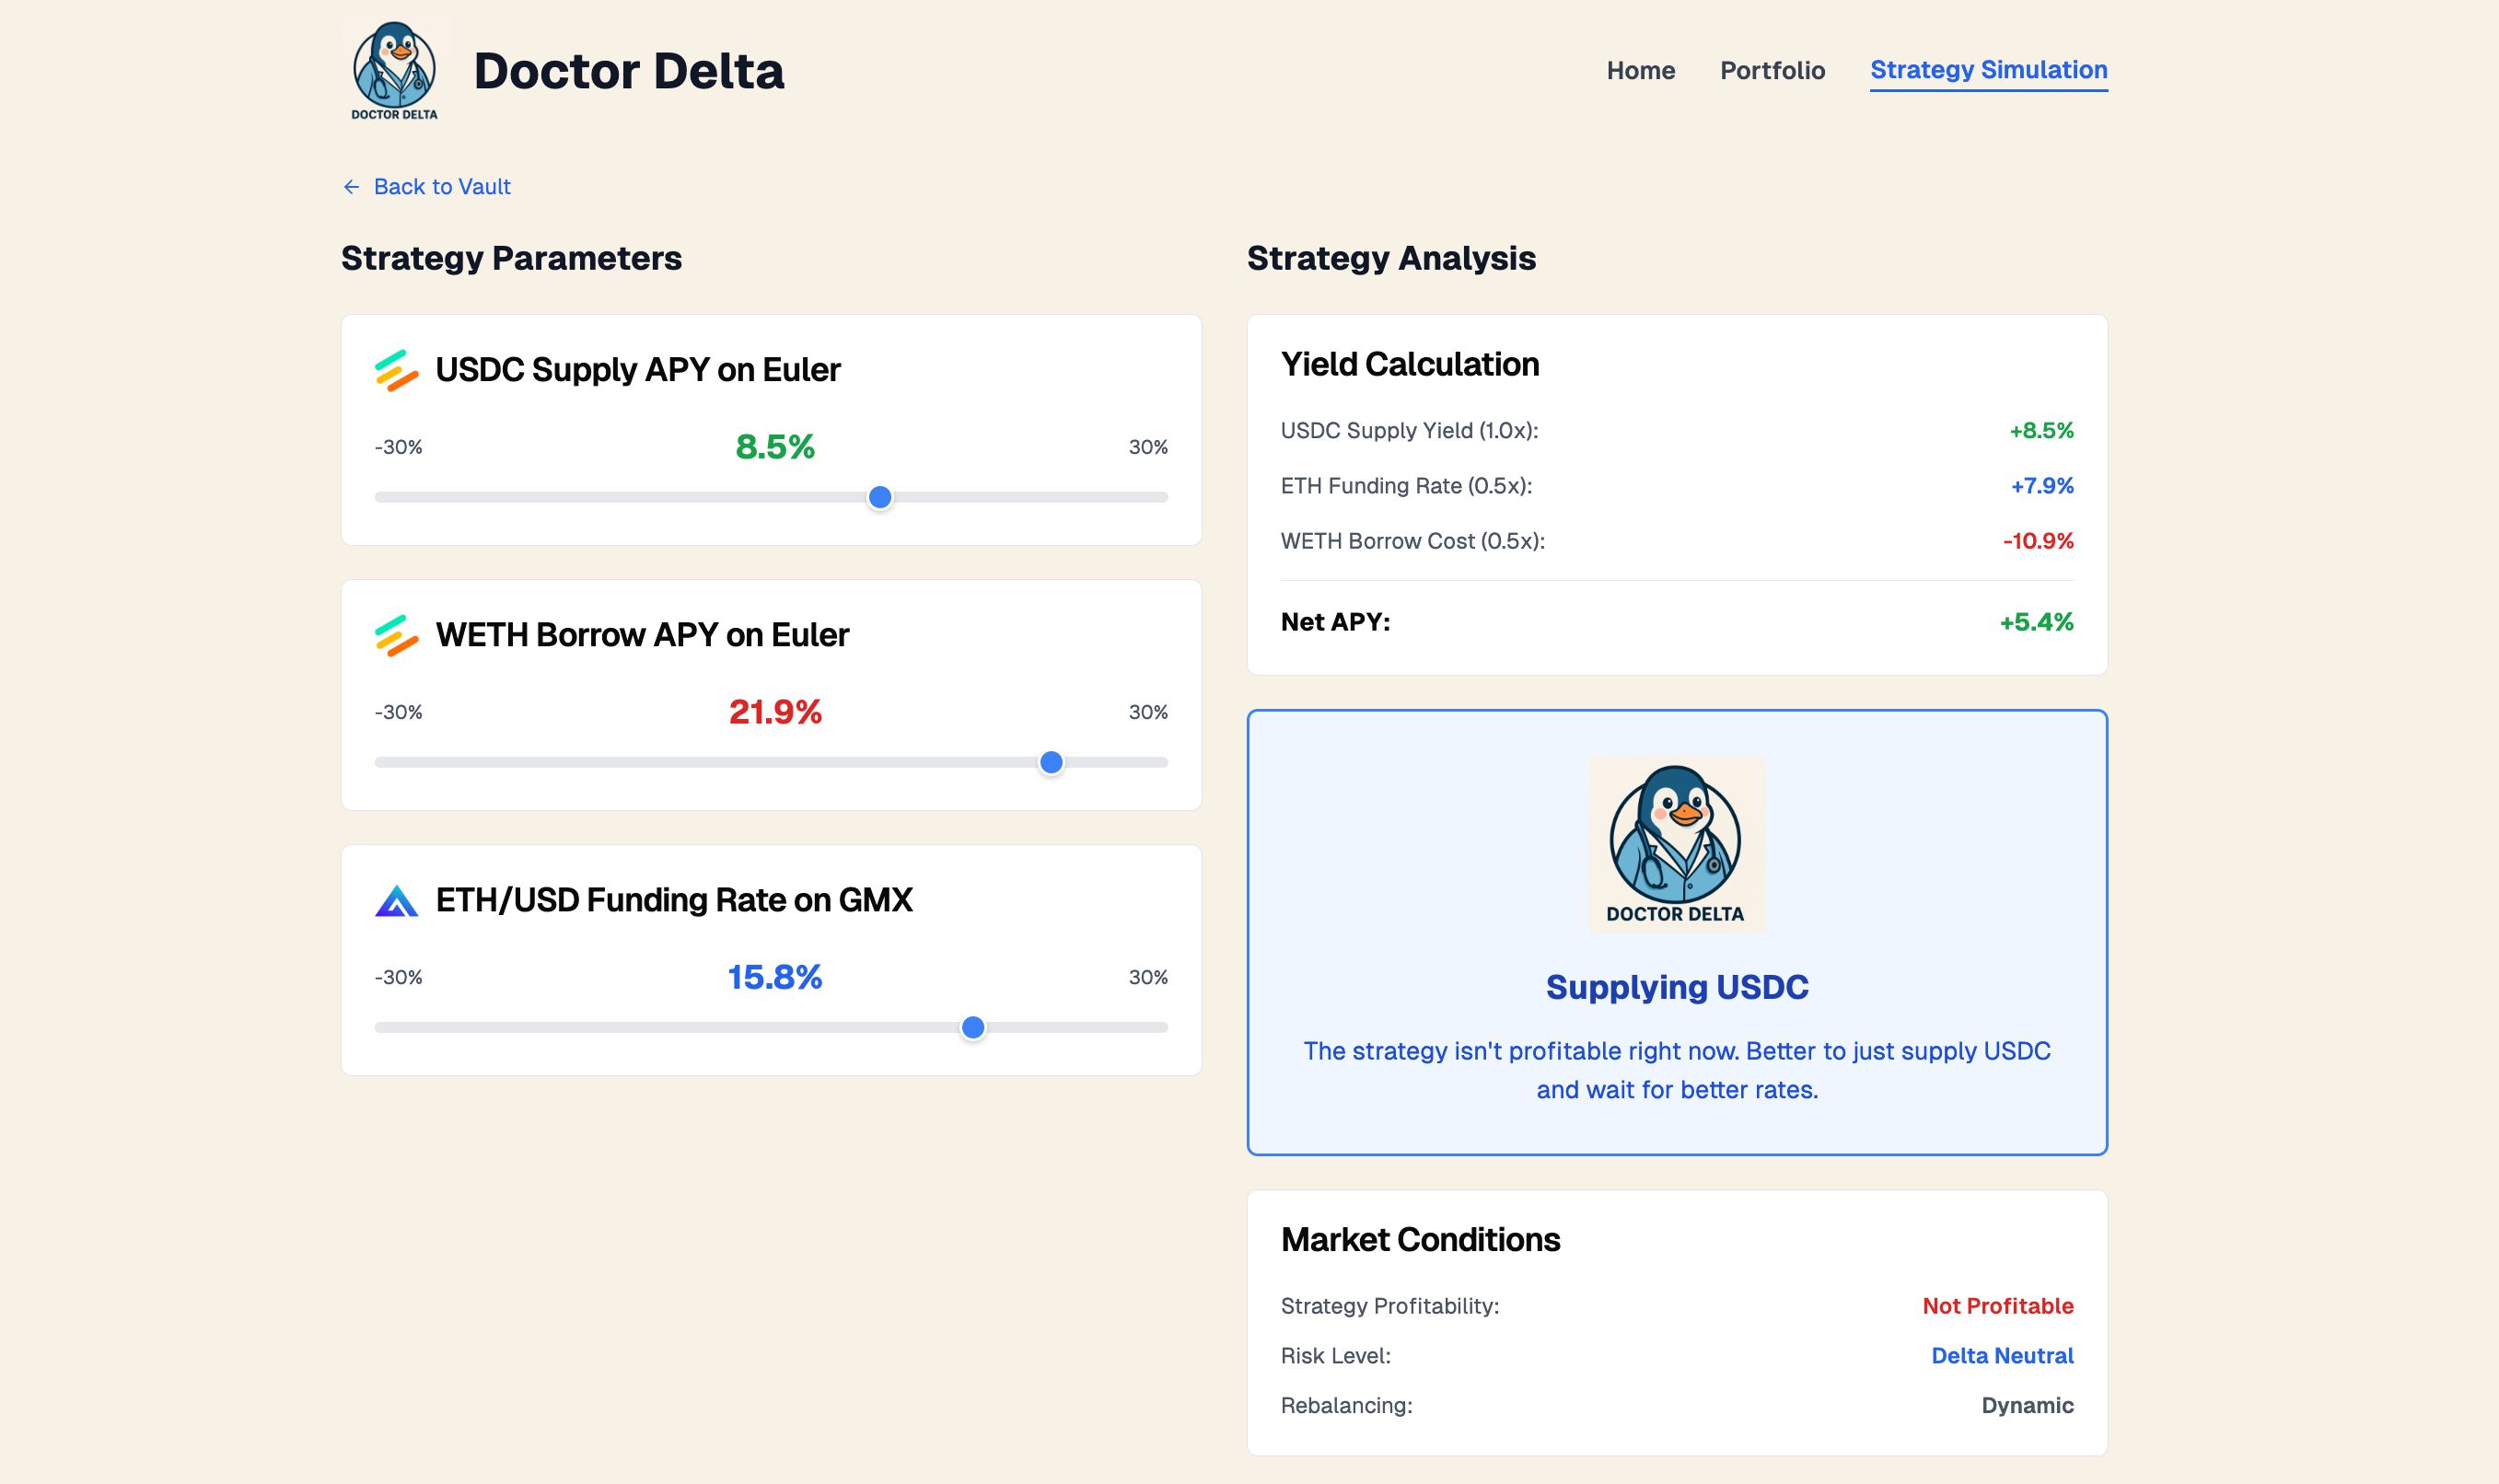 DOCTOR DELTA
Doctor Delta
Home
Portfolio
Strategy Simulation
← Back to Vault
Strategy Parameters
USDC Supply APY on Euler
-30%
8.5%
30%
WETH Borrow APY on Euler
-30%
21.9%
30%
ETH/USD Funding Rate on GMX
-30%
15.8%
30%
Strategy Analysis
Yield Calculation
USDC Supply Yield (1.0x): +8.5%
ETH Funding Rate (0.5x): +7.9%
WETH Borrow Cost (0.5x): -10.9%
Net APY: +5.4%
DOCTOR DELTA
Supplying USDC
The strategy isn't profitable right now. Better to just supply USDC
and wait for better rates.
Market Conditions
Strategy Profitability: Not Profitable
Risk Level: Delta Neutral
Rebalancing: Dynamic